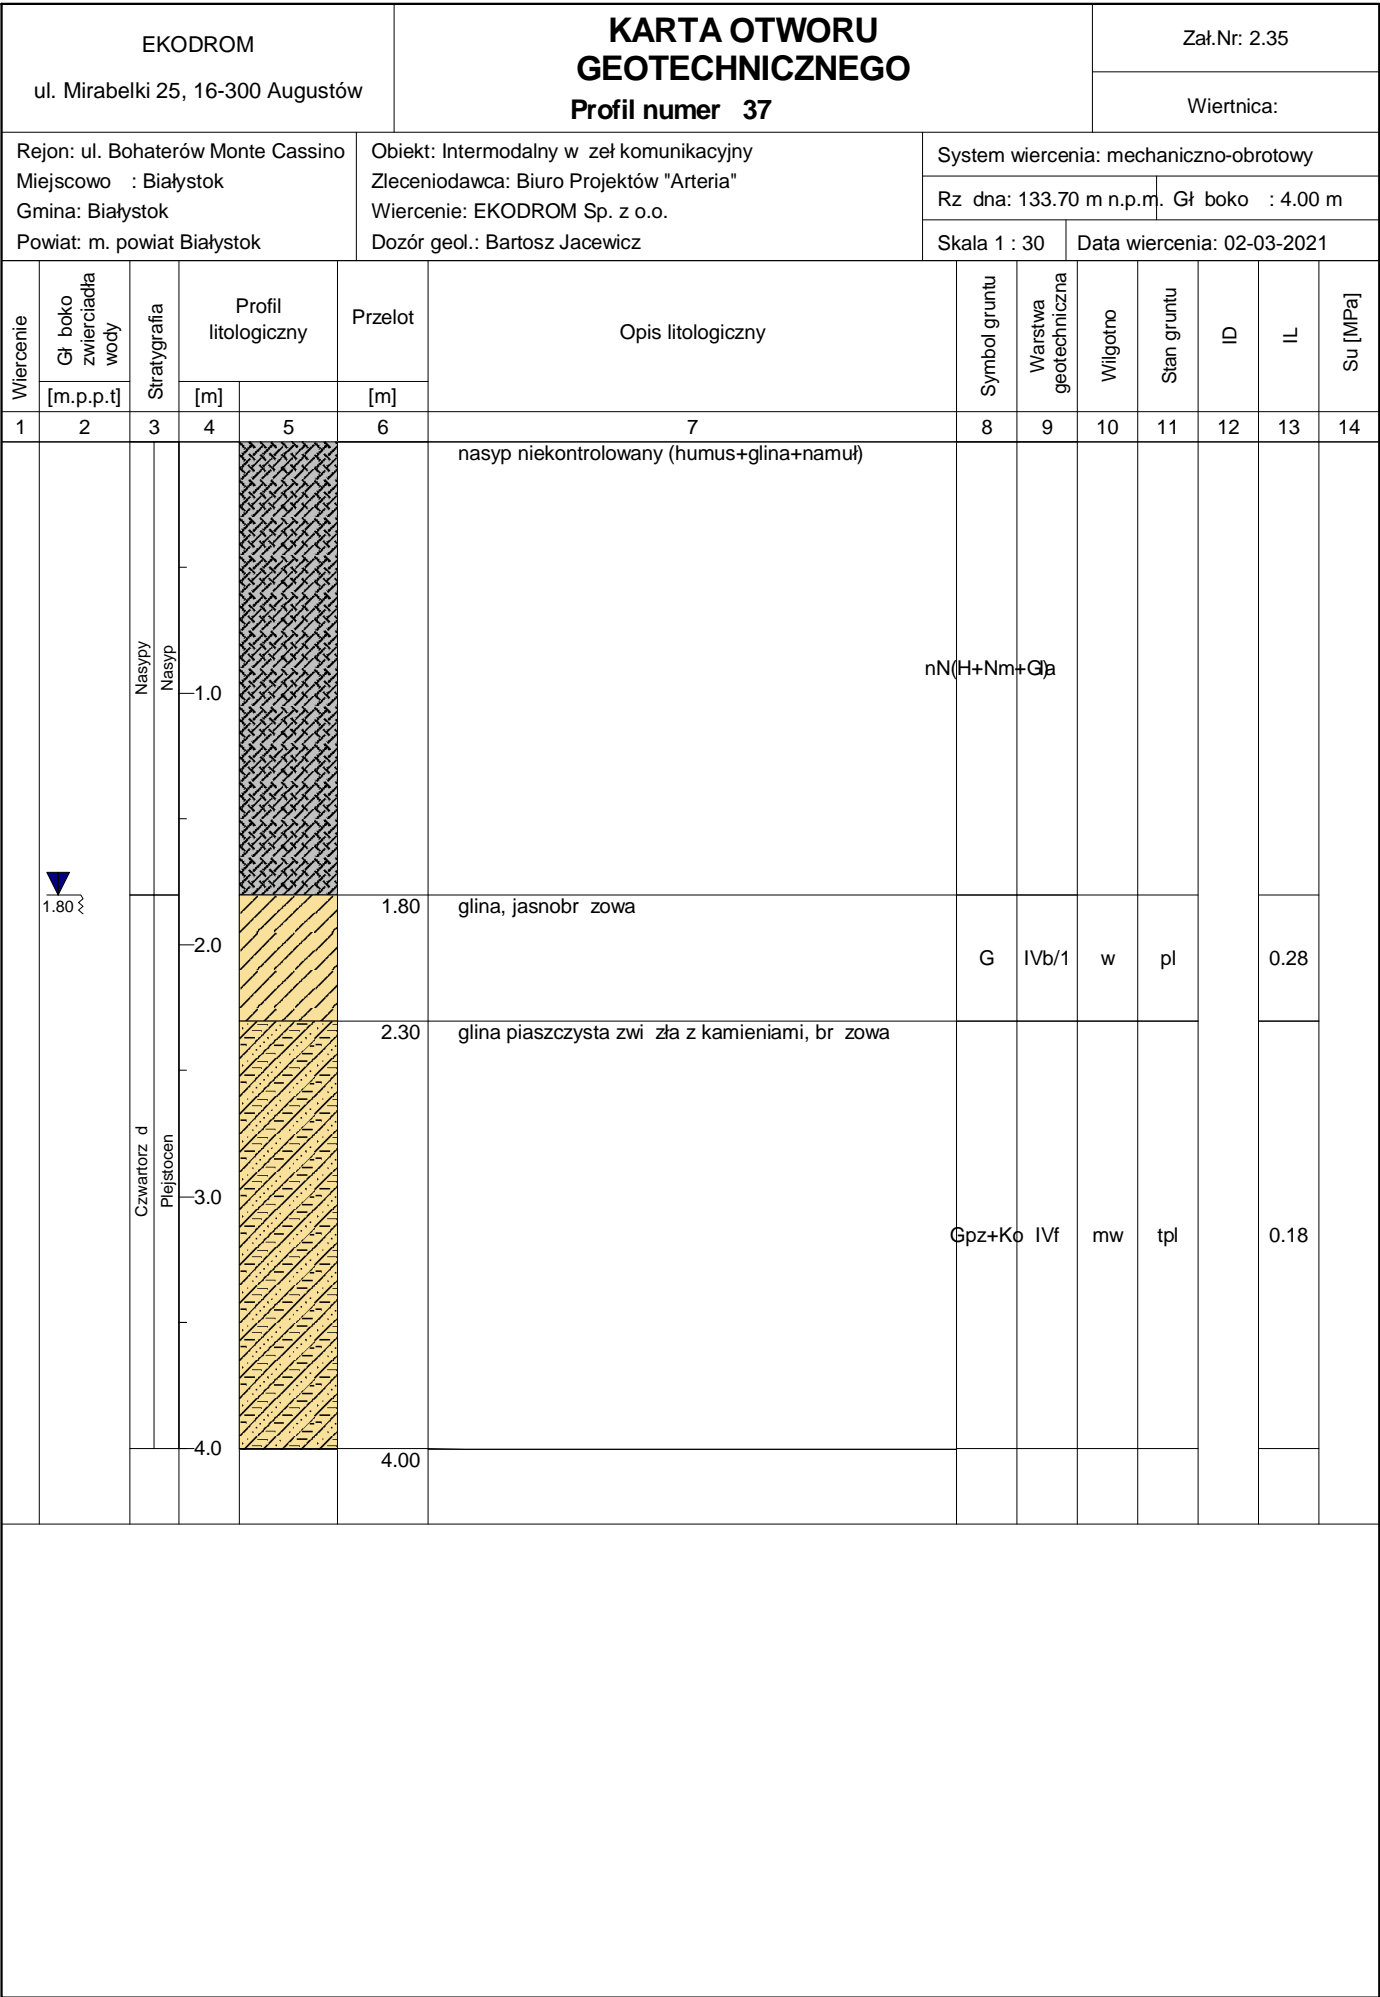 EKODROM
ul. Mirabelki 25, 16-300 Augustów
KARTA OTWORU
GEOTECHNICZNEGO
Profil numer 37
Zał.Nr: 2.35
Wiertnica:
Rejon: ul. Bohaterów Monte Cassino
Miejscowo : Białystok
Gmina: Białystok
Powiat: m. powiat Białystok
Obiekt: Intermodalny w zeł komunikacyjny
Zleceniodawca: Biuro Projektów "Arteria"
Wiercenie: EKODROM Sp. z o.o.
Dozór geol.: Bartosz Jacewicz
System wiercenia: mechaniczno-obrotowy
Rz dna: 133.70 m n.p.m. Gł boko : 4.00 m
Skala 1 : 30 Data wiercenia: 02-03-2021
Wiercenie
Gł boko
zwierciadła
wody
[m.p.p.t]
Stratygrafia
Profil
litologiczny
[m]
Przelot
[m]
Opis litologiczny
Symbol gruntu
Warstwa
geotechniczna
Wilgotno
Stan gruntu
ID
IL
Su [MPa]
1 2 3 4 5 6 7 8 9 10 11 12 13 14
nasyp niekontrolowany (humus+glina+namuł)
Nasypy
Nasyp
1.0
nN(H+Nm+G)Ia
1.80
1.80 glina, jasnobr zowa
2.0
G IVb/1 w pl 0.28
2.30 glina piaszczysta zwi zła z kamieniami, br zowa
Czwartorz d
Plejstocen
3.0
Gpz+Ko IVf mw tpl 0.18
4.0
4.00